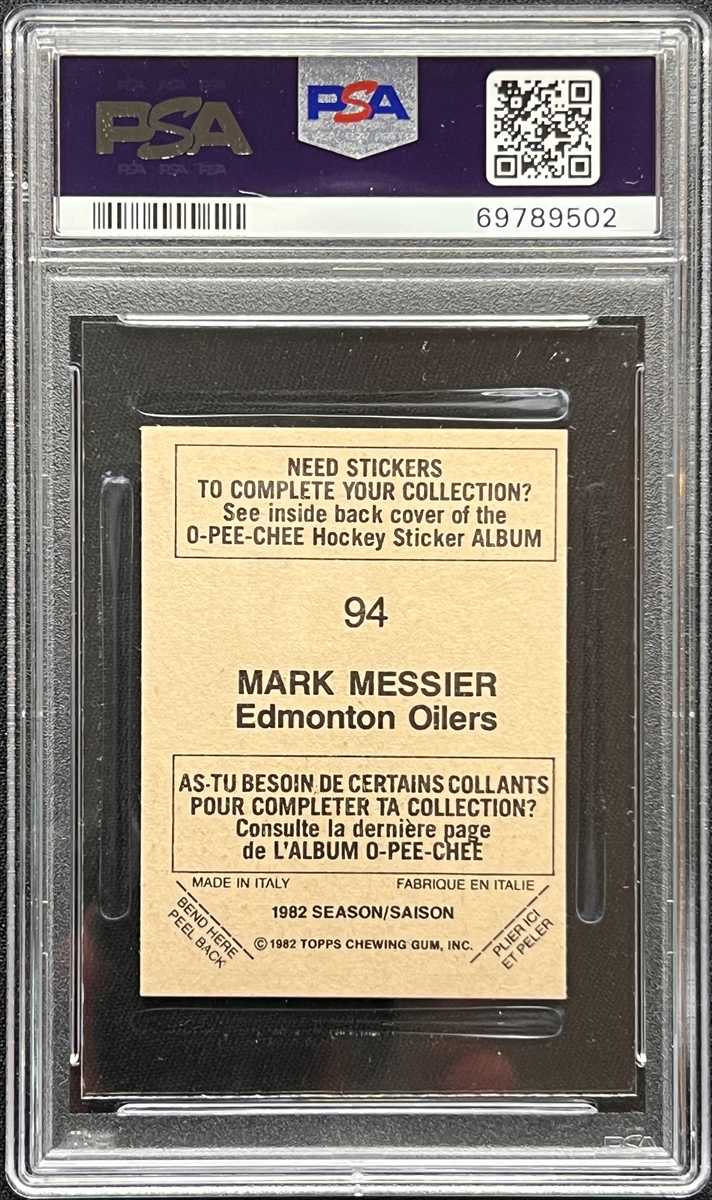 PSA
PSA
69789502
NEED STICKERS
TO COMPLETE YOUR COLLECTION?
See inside back cover of the
O-PEE-CHEE Hockey Sticker ALBUM
94
MARK MESSIER
Edmonton Oilers
AS-TU BESOIN DE CERTAINS COLLANTS
POUR COMPLETER TA COLLECTION?
Consulte la dernière page
de L'ALBUM O-PEE-CHEE
MADE IN ITALY FABRIQUE EN ITALIE
1982 SEASON/SAISON
BEND HERE
PEEL BACK
© 1982 TOPPS CHEWING GUM, INC.
PLIER ICI
ET PELER
PSA